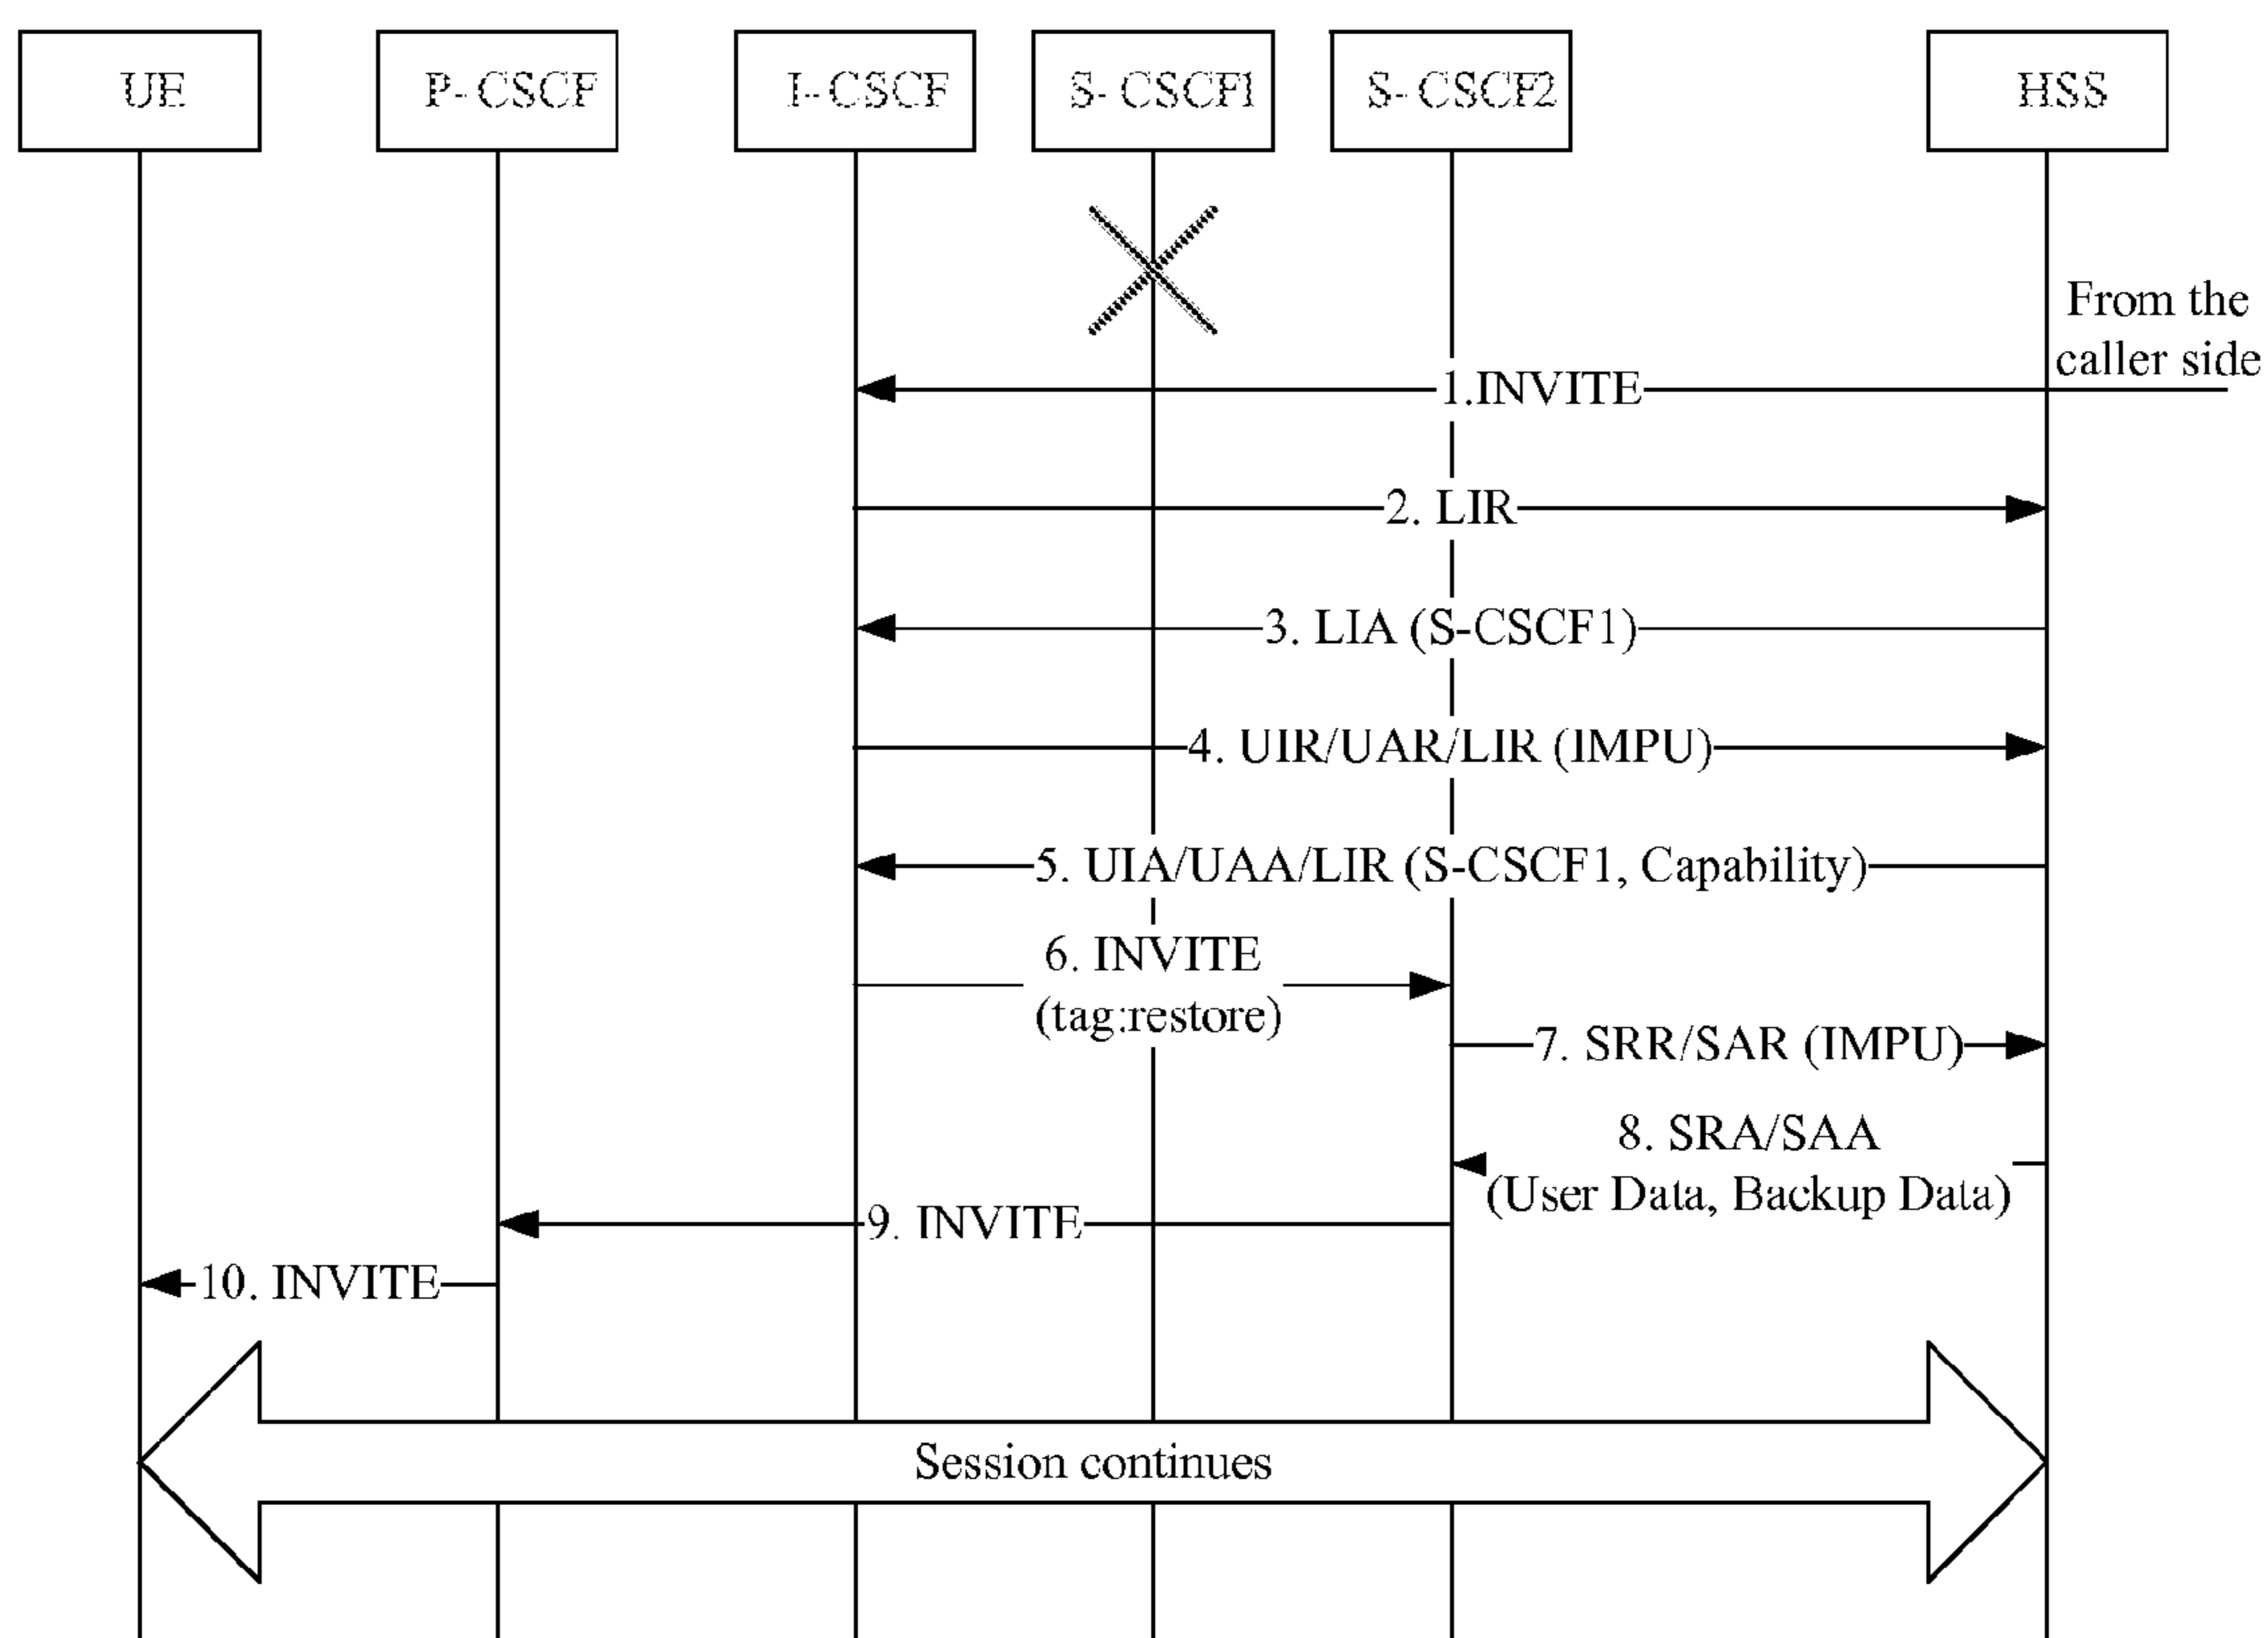 UE
P-CSCF
I-CSCF
S-CSCF1
S-CSCF2
HSS
From the
caller side
1.INVITE
2. LIR
3. LIA (S-CSCF1)
4. UIR/UAR/LIR (IMPU)
5. UIA/UAA/LIR (S-CSCF1, Capability)
6. INVITE
(tag:restore)
7. SRR/SAR (IMPU)
8. SRA/SAA
(User Data, Backup Data)
9. INVITE
10. INVITE
Session continues